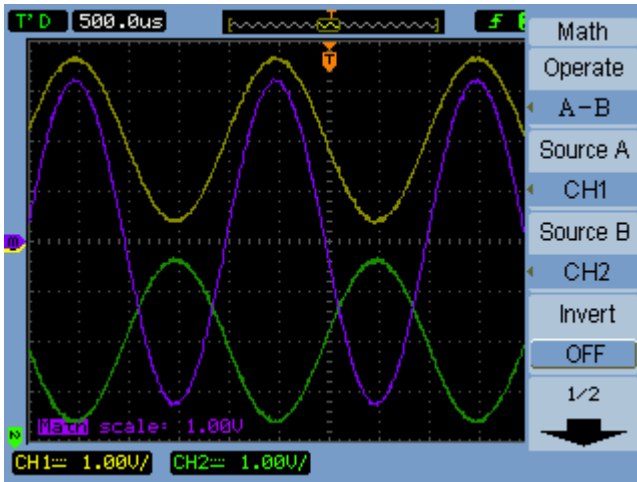 T'D 500.0us
T
Math
Operate
A-B
Source A
CH1
Source B
CH2
Invert
OFF
1/2
Math scale: 1.00V
CH1 1.00V/ CH2 1.00V/